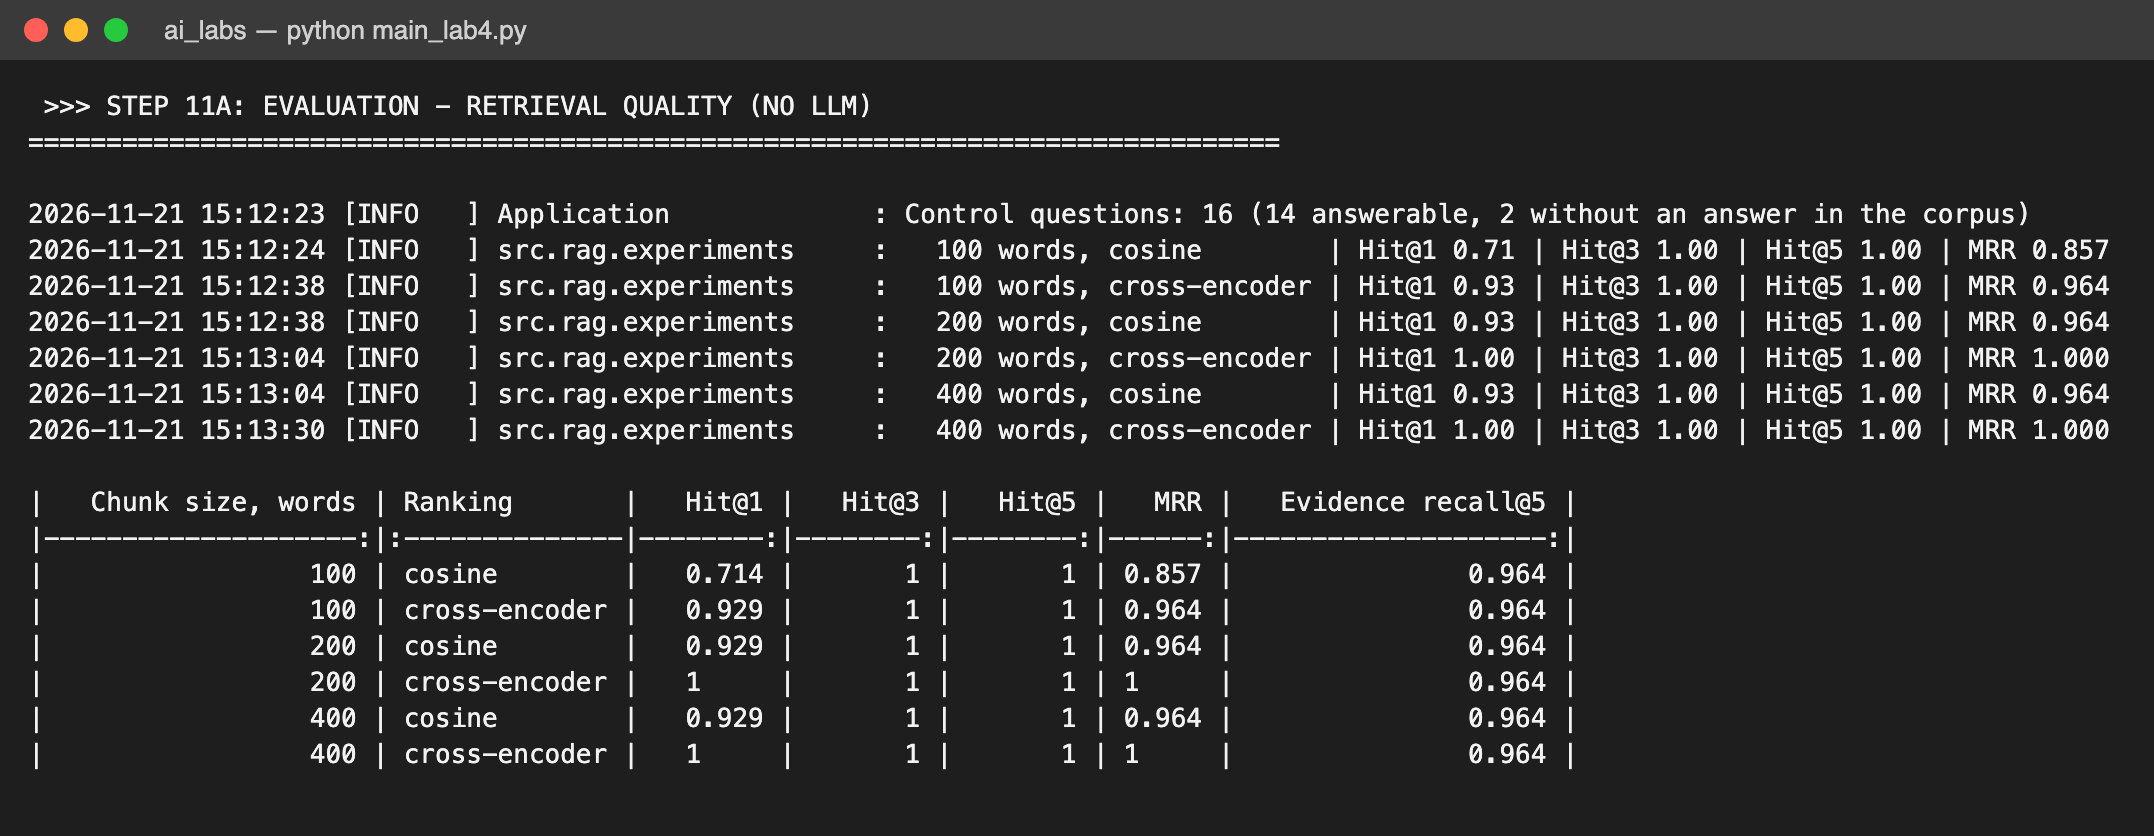 ai_labs — python main_lab4.py
>>> STEP 11A: EVALUATION - RETRIEVAL QUALITY (NO LLM)
================================================================================
2026-11-21 15:12:23 [INFO   ] Application             : Control questions: 16 (14 answerable, 2 without an answer in the corpus)
2026-11-21 15:12:24 [INFO   ] src.rag.experiments     :   100 words, cosine        | Hit@1 0.71 | Hit@3 1.00 | Hit@5 1.00 | MRR 0.857
2026-11-21 15:12:38 [INFO   ] src.rag.experiments     :   100 words, cross-encoder | Hit@1 0.93 | Hit@3 1.00 | Hit@5 1.00 | MRR 0.964
2026-11-21 15:12:38 [INFO   ] src.rag.experiments     :   200 words, cosine        | Hit@1 0.93 | Hit@3 1.00 | Hit@5 1.00 | MRR 0.964
2026-11-21 15:13:04 [INFO   ] src.rag.experiments     :   200 words, cross-encoder | Hit@1 1.00 | Hit@3 1.00 | Hit@5 1.00 | MRR 1.000
2026-11-21 15:13:04 [INFO   ] src.rag.experiments     :   400 words, cosine        | Hit@1 0.93 | Hit@3 1.00 | Hit@5 1.00 | MRR 0.964
2026-11-21 15:13:30 [INFO   ] src.rag.experiments     :   400 words, cross-encoder | Hit@1 1.00 | Hit@3 1.00 | Hit@5 1.00 | MRR 1.000
|   Chunk size, words | Ranking       |   Hit@1 |   Hit@3 |   Hit@5 |   MRR |   Evidence recall@5 |
|--------------------:|:--------------|--------:|--------:|--------:|------:|--------------------:|
|                 100 | cosine        |   0.714 |       1 |       1 | 0.857 |               0.964 |
|                 100 | cross-encoder |   0.929 |       1 |       1 | 0.964 |               0.964 |
|                 200 | cosine        |   0.929 |       1 |       1 | 0.964 |               0.964 |
|                 200 | cross-encoder |   1     |       1 |       1 | 1     |               0.964 |
|                 400 | cosine        |   0.929 |       1 |       1 | 0.964 |               0.964 |
|                 400 | cross-encoder |   1     |       1 |       1 | 1     |               0.964 |